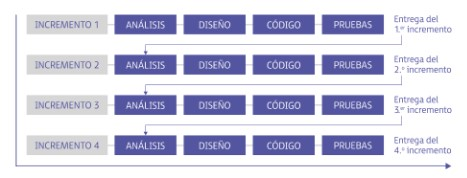 INCREMENTO 1 ANÁLISIS DISEÑO CÓDIGO PRUEBAS Entrega del
1.er incremento
INCREMENTO 2 ANÁLISIS DISEÑO CÓDIGO PRUEBAS Entrega del
2.º incremento
INCREMENTO 3 ANÁLISIS DISEÑO CÓDIGO PRUEBAS Entrega del
3.er incremento
INCREMENTO 4 ANÁLISIS DISEÑO CÓDIGO PRUEBAS Entrega del
4.º incremento